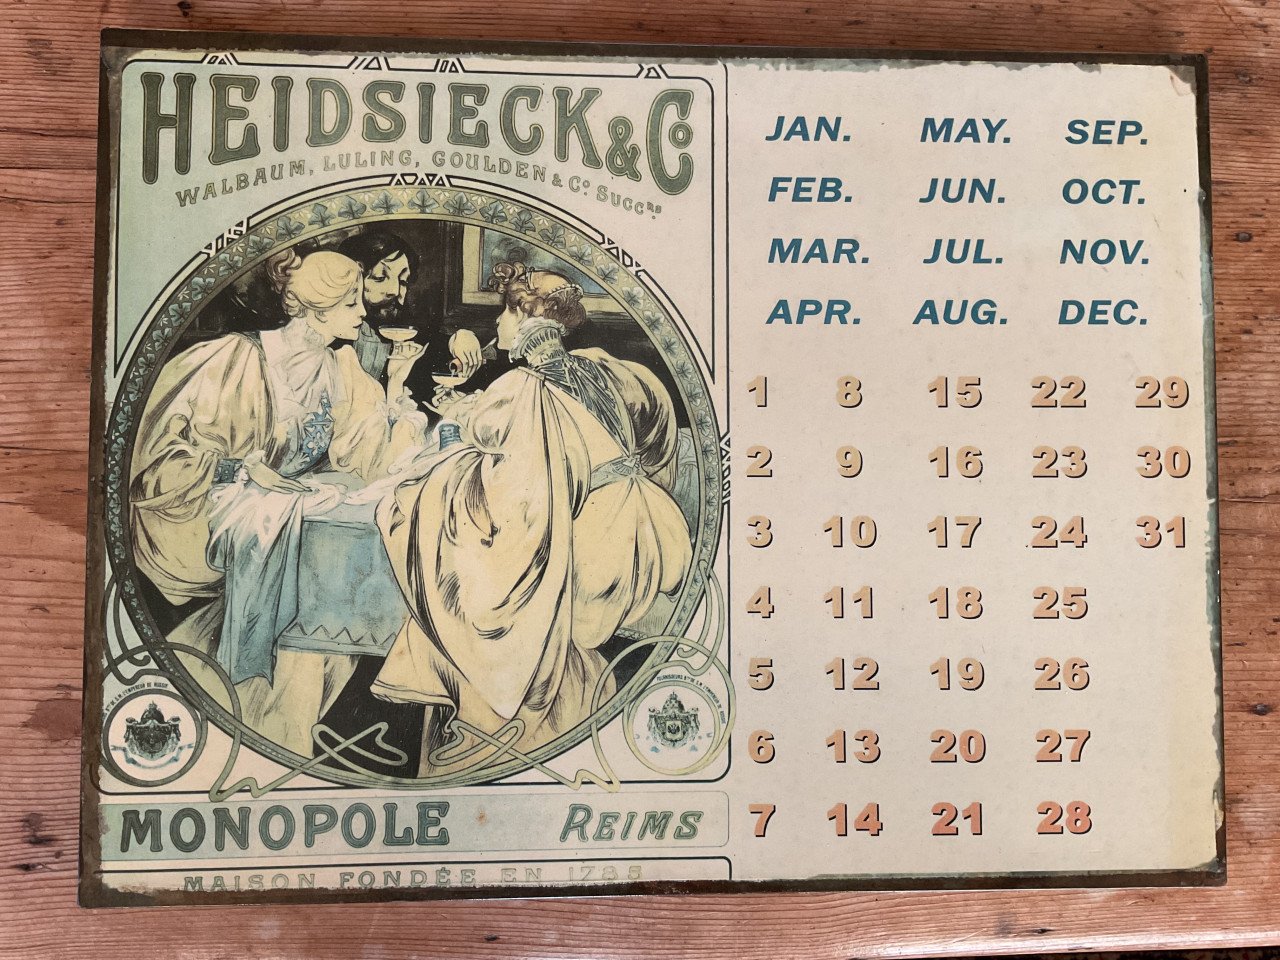 HEIDSIECK & Co
WALBAUM, LULING, GOULDEN & Co. SUCCRS
MONOPOLE REIMS
MAISON FONDÉE EN 1785
JAN. MAY. SEP.
FEB. JUN. OCT.
MAR. JUL. NOV.
APR. AUG. DEC.
1 8 15 22 29
2 9 16 23 30
3 10 17 24 31
4 11 18 25
5 12 19 26
6 13 20 27
7 14 21 28